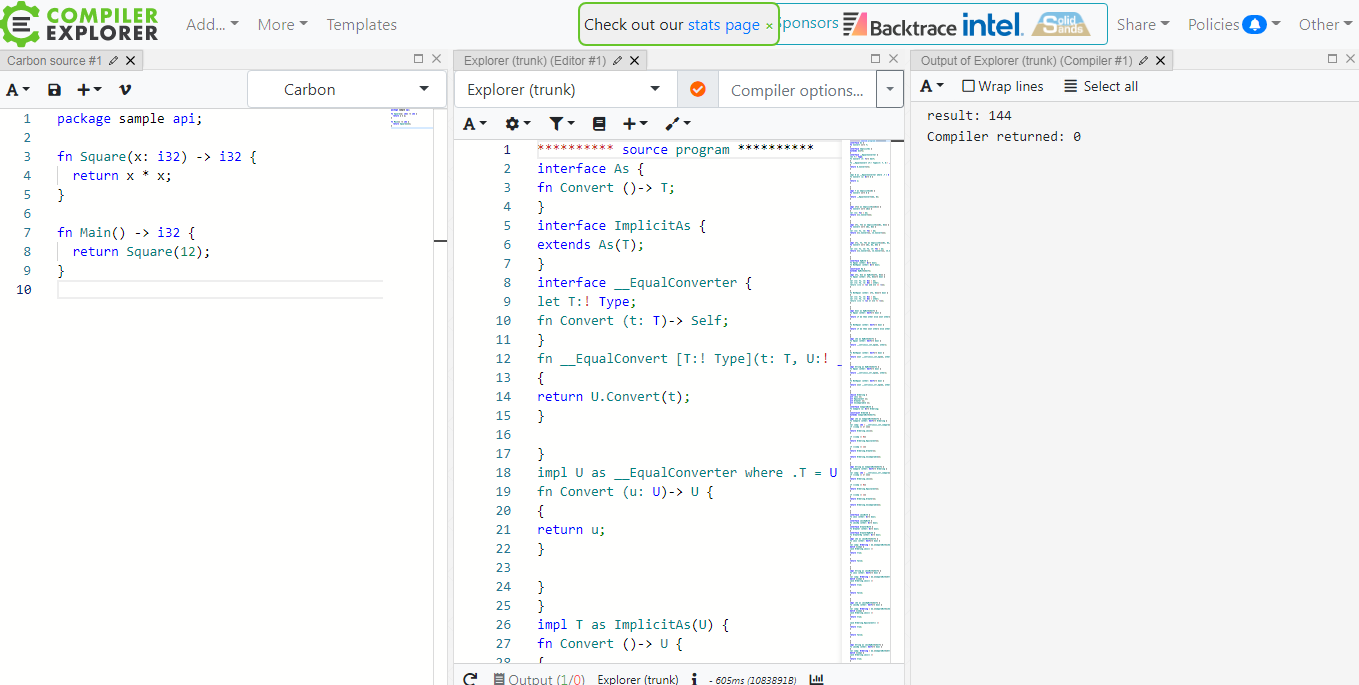 COMPILER
EXPLORER
Add...
More
Templates
Check out our stats page ×
ponsors
Backtrace
intel.
Solid
Sands
Share
Policies
Other
Carbon source #1
A
Carbon
1 package sample api;
2
3 fn Square(x: i32) -> i32 {
4 return x * x;
5 }
6
7 fn Main() -> i32 {
8 return Square(12);
9 }
10
Explorer (trunk) (Editor #1)
Explorer (trunk)
Compiler options...
A
1 ********** source program **********
2 interface As {
3 fn Convert ()-> T;
4 }
5 interface ImplicitAs {
6 extends As(T);
7 }
8 interface __EqualConverter {
9 let T:! Type;
10 fn Convert (t: T)-> Self;
11 }
12 fn __EqualConvert [T:! Type](t: T, U:! _
13 {
14 return U.Convert(t);
15 }
16
17 }
18 impl U as __EqualConverter where .T = U
19 fn Convert (u: U)-> U {
20 {
21 return u;
22 }
23
24 }
25 }
26 impl T as ImplicitAs(U) {
27 fn Convert ()-> U {
28 {
Output (1/0) Explorer (trunk) i - 605ms (1083891B)
Output of Explorer (trunk) (Compiler #1)
A
Wrap lines
Select all
result: 144
Compiler returned: 0